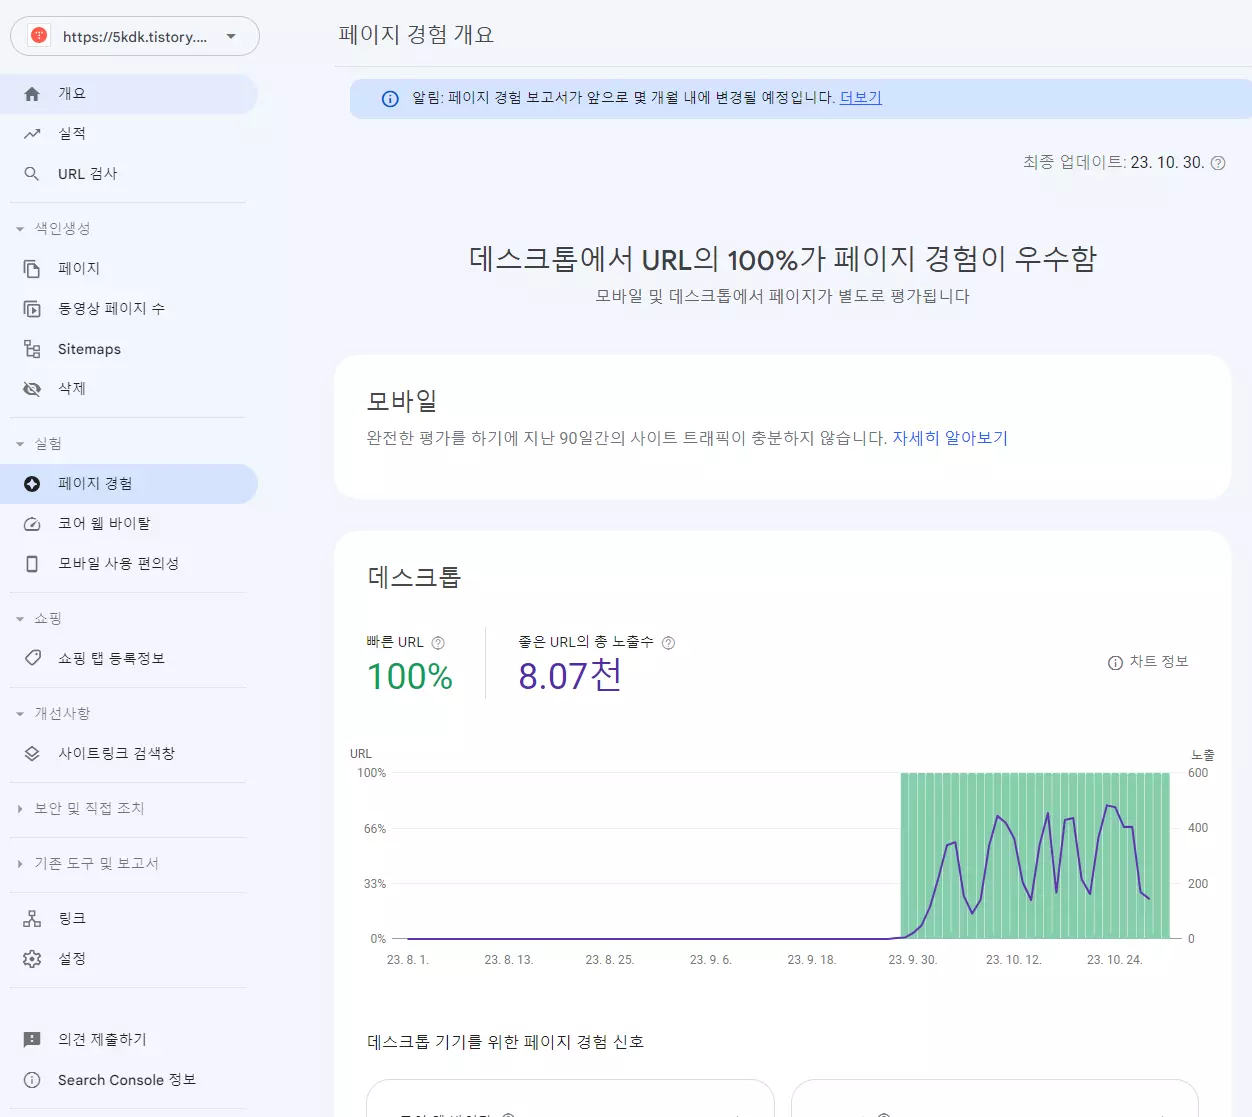 https://5kdk.tistory....
페이지 경험 개요
개요
알림: 페이지 경험 보고서가 앞으로 몇 개월 내에 변경될 예정입니다. 더보기
실적
URL 검사
최종 업데이트: 23. 10. 30.
색인생성
페이지
동영상 페이지 수
Sitemaps
삭제
실험
페이지 경험
코어 웹 바이탈
모바일 사용 편의성
쇼핑
쇼핑 탭 등록정보
개선사항
사이트링크 검색창
보안 및 직접 조치
기존 도구 및 보고서
링크
설정
의견 제출하기
Search Console 정보
데스크톱에서 URL의 100%가 페이지 경험이 우수함
모바일 및 데스크톱에서 페이지가 별도로 평가됩니다
모바일
완전한 평가를 하기에 지난 90일간의 사이트 트래픽이 충분하지 않습니다. 자세히 알아보기
데스크톱
빠른 URL
100%
좋은 URL의 총 노출수
8.07천
차트 정보
URL 노출
100% 600
66% 400
33% 200
0% 0
23. 8. 1. 23. 8. 13. 23. 8. 25. 23. 9. 6. 23. 9. 18. 23. 9. 30. 23. 10. 12. 23. 10. 24.
데스크톱 기기를 위한 페이지 경험 신호